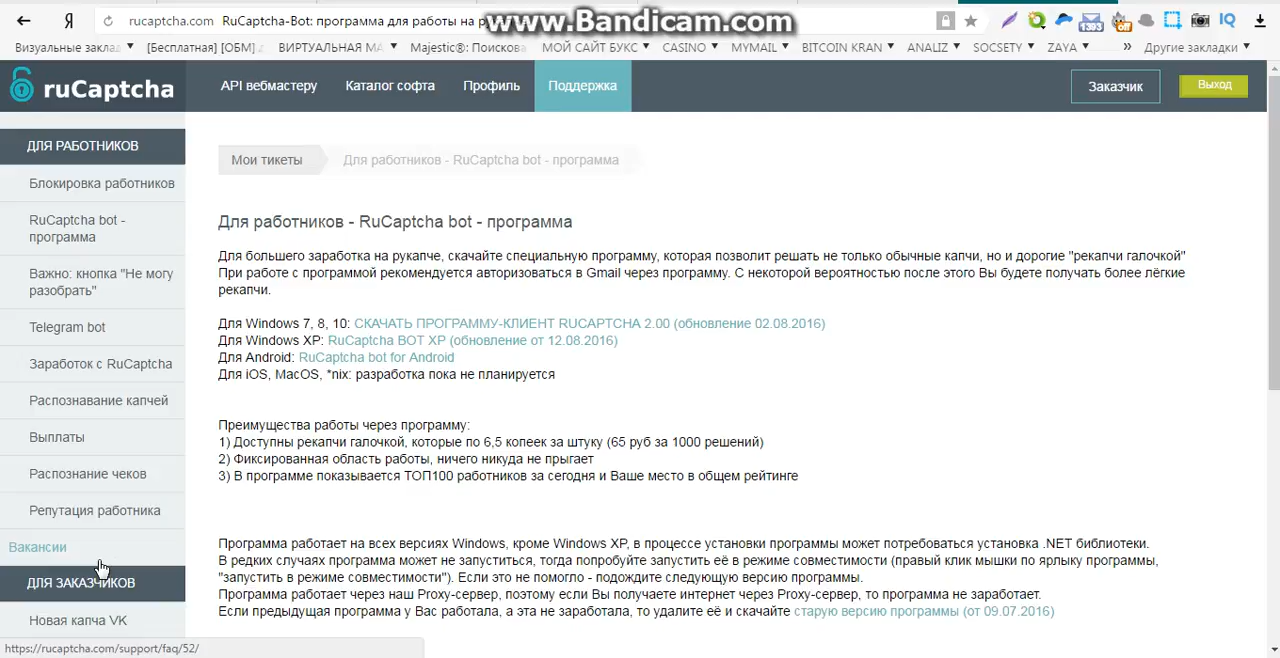 Я rucaptcha.com RuCaptcha-Bot: программа для работы на
www.Bandicam.com
1393 off IQ
Визуальные заклад [Бесплатная] [ОБМ] ВИРТУАЛЬНАЯ МА Majestic®: Поискова МОЙ САЙТ БУКС CASINO MYMAIL BITCOIN KRAN ANALIZ SOCSETY ZAYA » Другие закладки
ruCaptcha API вебмастеру Каталог софта Профиль Поддержка Заказчик Выход
ДЛЯ РАБОТНИКОВ
Блокировка работников
RuCaptcha bot -
программа
Важно: кнопка "Не могу
разобрать"
Telegram bot
Заработок с RuCaptcha
Распознавание капчей
Выплаты
Распознание чеков
Репутация работника
Вакансии
ДЛЯ ЗАКАЗЧИКОВ
Новая капча VK
https://rucaptcha.com/support/faq/52/
Мои тикеты Для работников - RuCaptcha bot - программа
Для работников - RuCaptcha bot - программа
Для большего заработка на рукапче, скачайте специальную программу, которая позволит решать не только обычные капчи, но и дорогие "рекапчи галочкой"
При работе с программой рекомендуется авторизоваться в Gmail через программу. С некоторой вероятностью после этого Вы будете получать более лёгкие
рекапчи.
Для Windows 7, 8, 10: СКАЧАТЬ ПРОГРАММУ-КЛИЕНТ RUCAPTCHA 2.00 (обновление 02.08.2016)
Для Windows XP: RuCaptcha BOT XP (обновление от 12.08.2016)
Для Android: RuCaptcha bot for Android
Для iOS, MacOS, *nix: разработка пока не планируется
Преимущества работы через программу:
1) Доступны рекапчи галочкой, которые по 6,5 копеек за штуку (65 руб за 1000 решений)
2) Фиксированная область работы, ничего никуда не прыгает
3) В программе показывается ТОП100 работников за сегодня и Ваше место в общем рейтинге
Программа работает на всех версиях Windows, кроме Windows XP, в процессе установки программы может потребоваться установка .NET библиотеки.
В редких случаях программа может не запуститься, тогда попробуйте запустить её в режиме совместимости (правый клик мышки по ярлыку программы,
"запустить в режиме совместимости"). Если это не помогло - подождите следующую версию программы.
Программа работает через наш Proxy-сервер, поэтому если Вы получаете интернет через Proxy-сервер, то программа не заработает.
Если предыдущая программа у Вас работала, а эта не заработала, то удалите её и скачайте старую версию программы (от 09.07.2016)